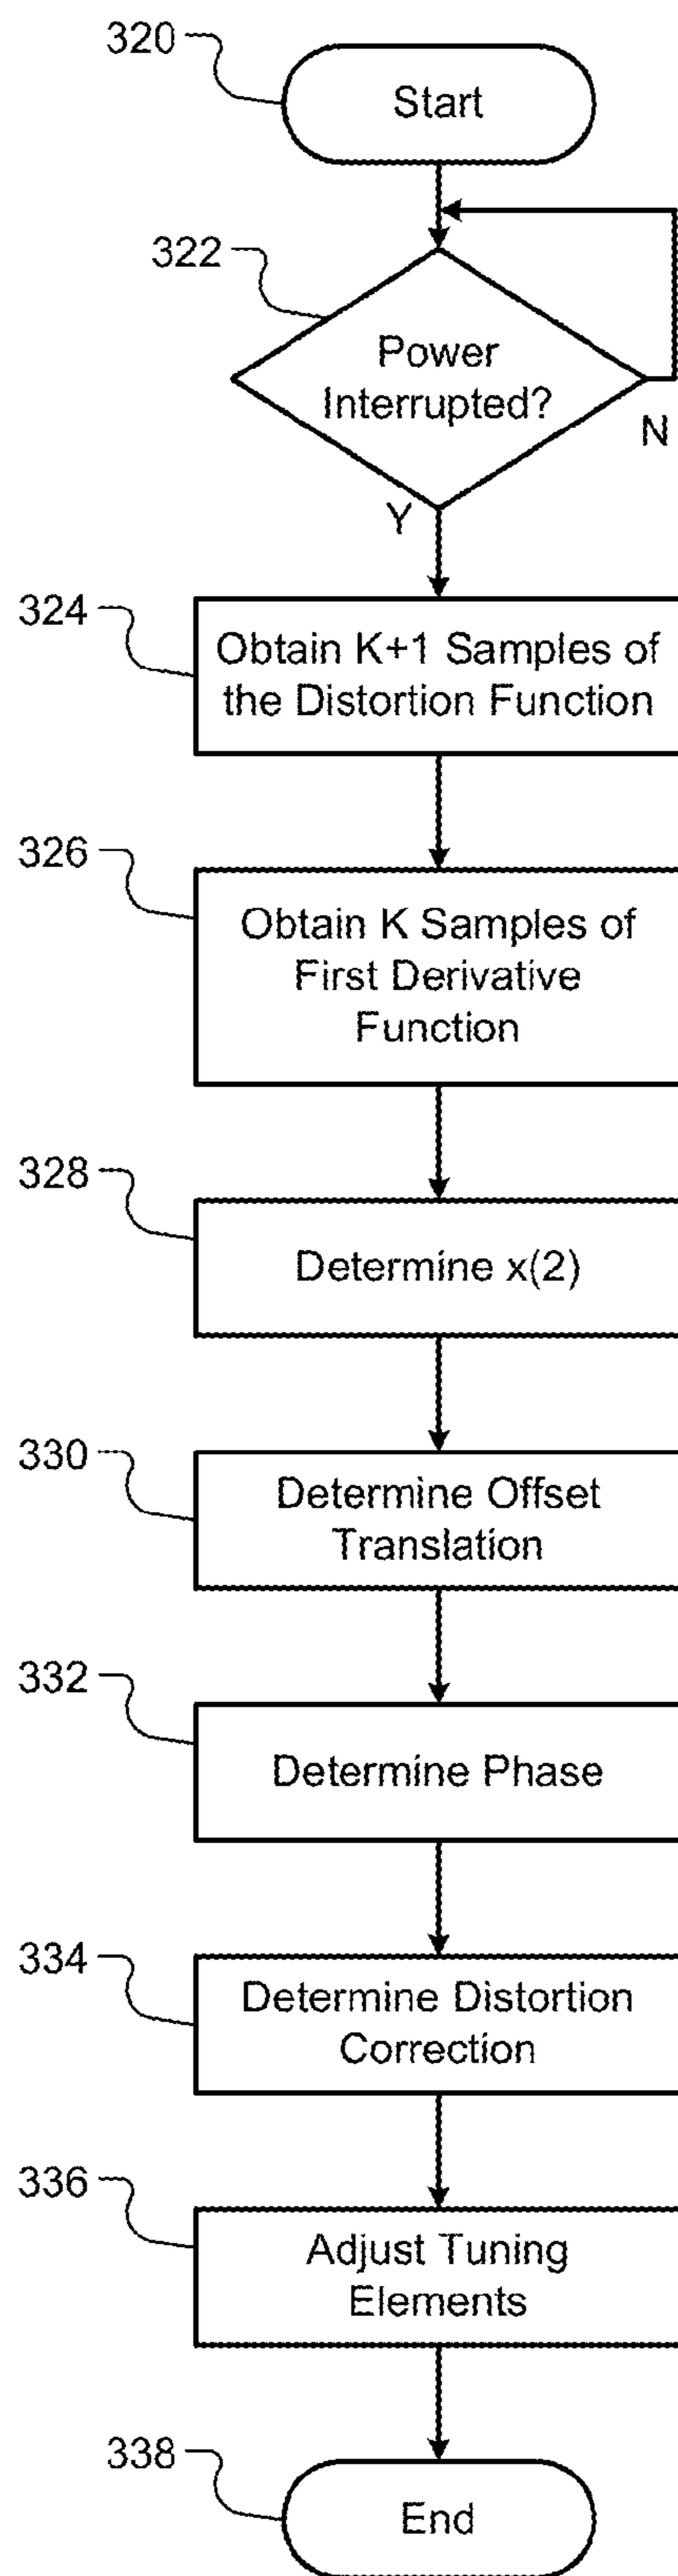 320
Start
322
Power
Interrupted?
N
Y
324
Obtain K+1 Samples of
the Distortion Function
326
Obtain K Samples of
First Derivative
Function
328
Determine x(2)
330
Determine Offset
Translation
332
Determine Phase
334
Determine Distortion
Correction
336
Adjust Tuning
Elements
338
End